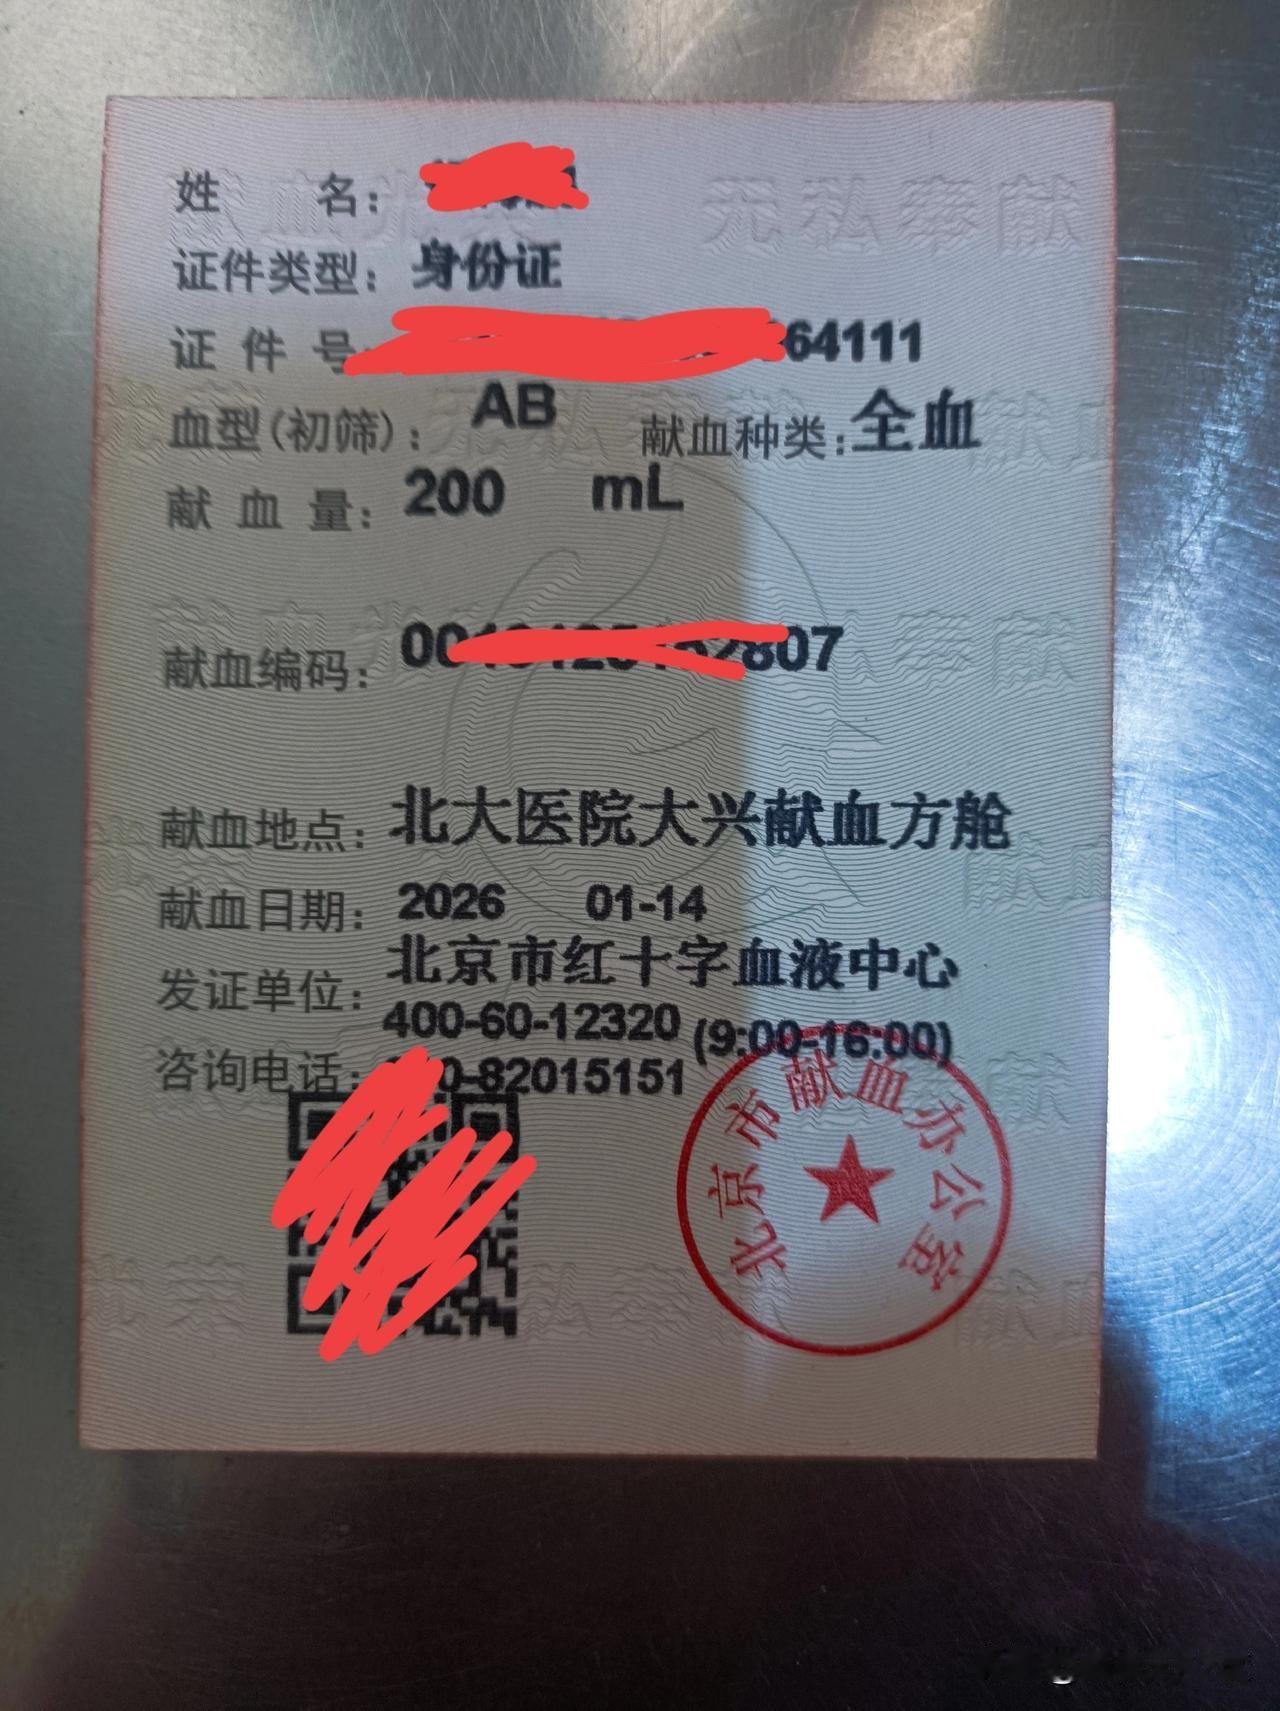 姓 名：
证件类型：身份证
证 件 号： 64111
血型(初筛)： AB 献血种类：全血
献 血 量： 200 mL
献血编码： 00 807
献血地点：北大医院大兴献血方舱
献血日期： 2026 01-14
发证单位：北京市红十字血液中心
咨询电话： 400-60-12320 (9:00-16:00)
0-82015151
北京市献血办公室